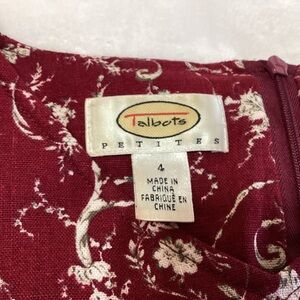 Talbots
PETITES
4
MADE IN
CHINA
FABRIQUÉ EN
CHINE